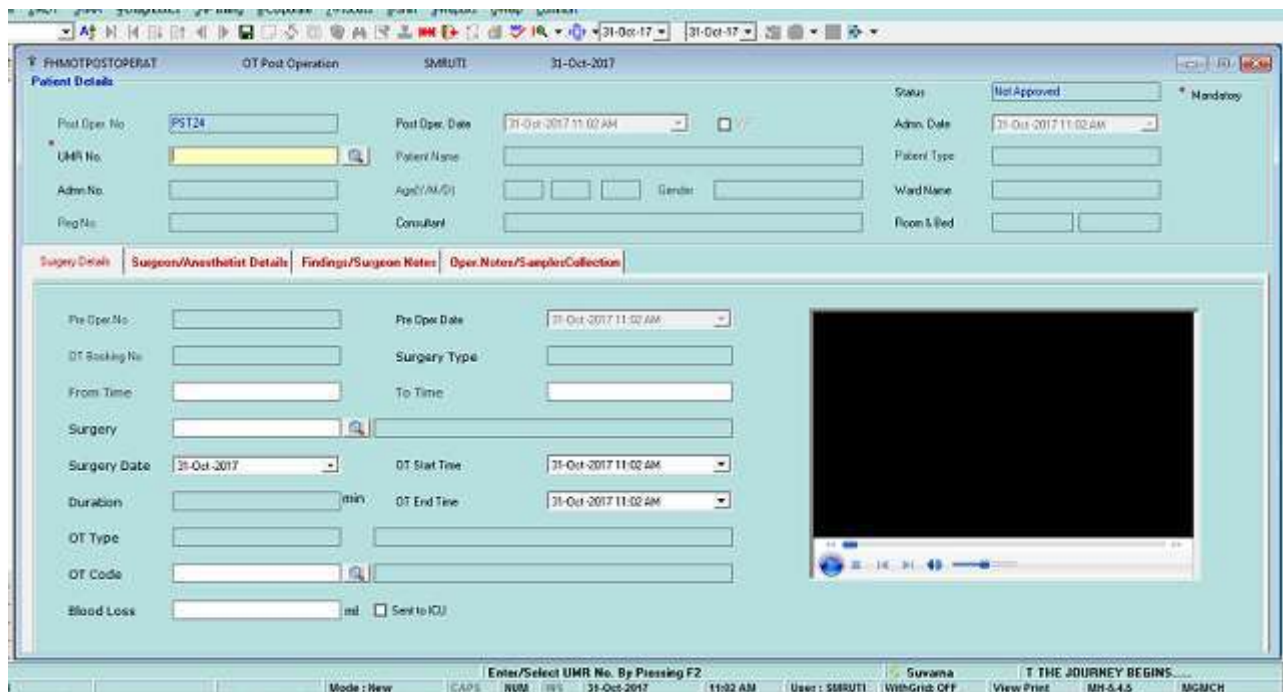 31-Oct-17 31-Oct-17
FHMOTPOSTOPERAT OT Post Operation SMRUTI 31-Oct-2017
Patient Details
Status Not Approved * Mandatory
Post Oper. No PST24 Post Oper. Date 31-Oct-2017 11:02 AM Admn. Date 31-Oct-2017 11:02 AM
* UMR No. Patient Name Patient Type
Admn No. Age(Y/M/D) Gender Ward Name
Reg No Consultant Room & Bed
Surgery Details Surgeon/Anesthetist Details Findings/Surgeon Notes Oper.Notes/SamplesCollection
Pre Oper.No Pre Oper Date 31-Oct-2017 11:02 AM
OT Booking No Surgery Type
From Time To Time
Surgery
Surgery Date 31-Oct-2017 OT Start Time 31-Oct-2017 11:02 AM
Duration min OT End Time 31-Oct-2017 11:02 AM
OT Type
OT Code
Blood Loss ml Sent to ICU
Enter/Select UMR No. By Pressing F2 Suvarna T THE JOURNEY BEGINS.....
Mode : New CAPS NUM INS 31-Oct-2017 11:02 AM User : SMRUTI WithGrid: OFF View Print MH-5.4.5